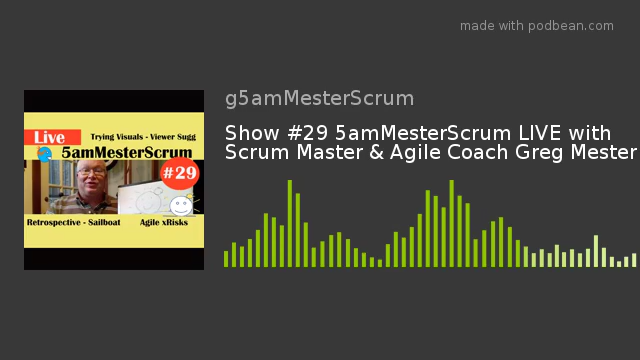 made with podbean.com
g5amMesterScrum
Show #29 5amMesterScrum LIVE with
Scrum Master & Agile Coach Greg Mester
Live
Trying Visuals - Viewer Sugg
5amMesterScrum
#29
Retrospective - Sailboat
Agile xRisks